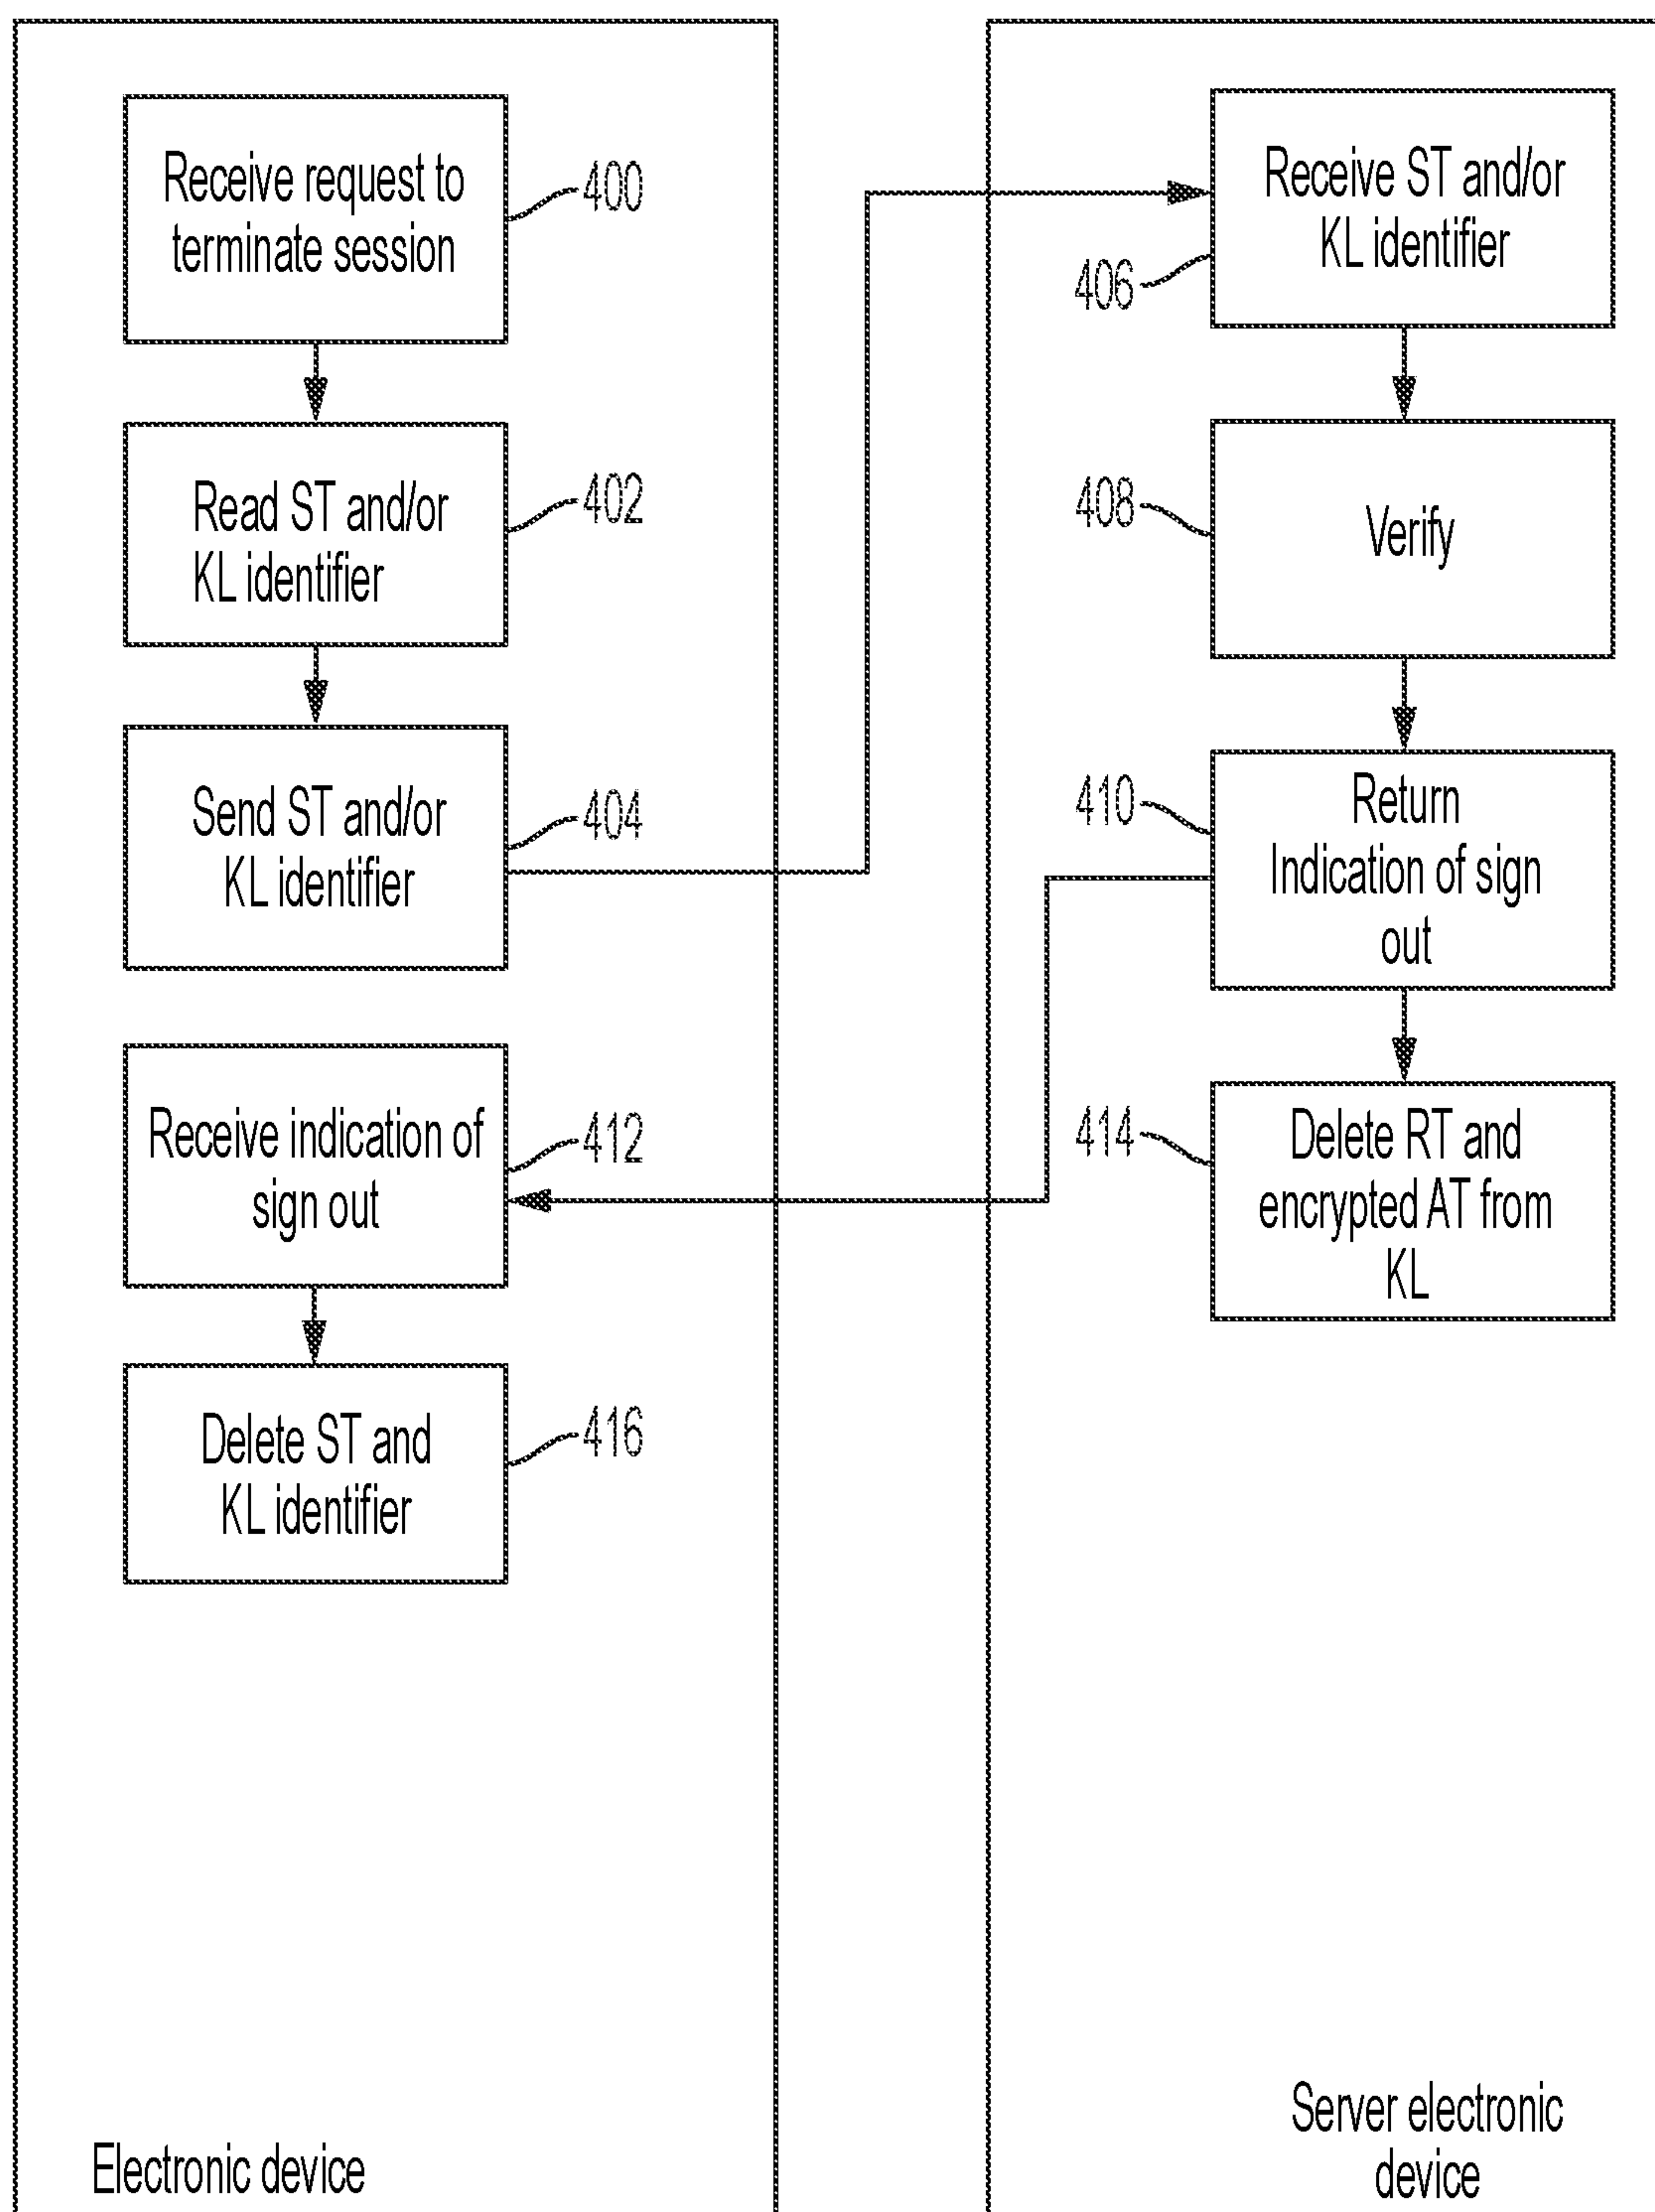 Receive request to
terminate session
400
Read ST and/or
KL identifier
402
Send ST and/or
KL identifier
404
Receive indication of
sign out
412
Delete ST and
KL identifier
416
Electronic device
Receive ST and/or
KL identifier
406
Verify
408
Return
Indication of sign
out
410
Delete RT and
encrypted AT from
KL
414
Server electronic
device